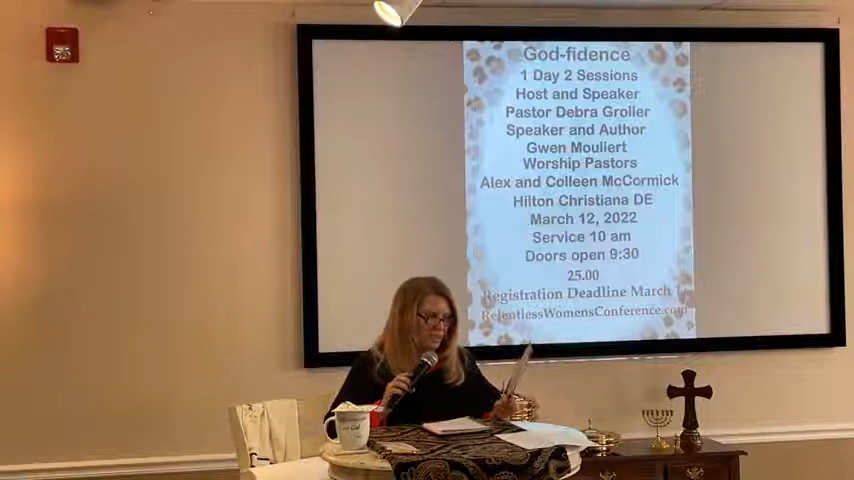 God-fidence
1 Day 2 Sessions
Host and Speaker
Pastor Debra Groller
Speaker and Author
Gwen Mouliert
Worship Pastors
Alex and Colleen McCormick
Hilton Christiana DE
March 12, 2022
Service 10 am
Doors open 9:30
25.00
Registration Deadline March 1
RelentlessWomensConference.com